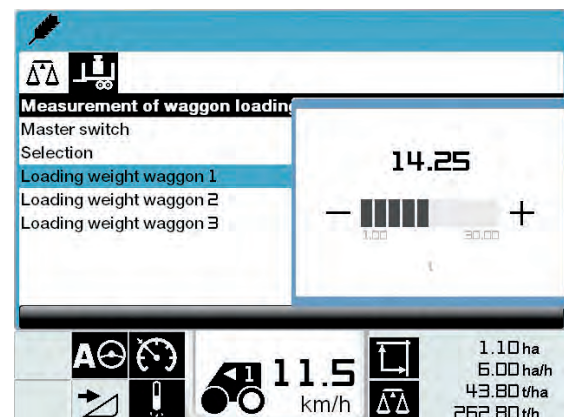 Measurement of waggon loading
Master switch
Selection
Loading weight waggon 1
Loading weight waggon 2
Loading weight waggon 3
14.25
− +
1.00 30.00
t
A
1
11.5
km/h
1.10 ha
6.00 ha/h
43.80 t/ha
262.80 t/h